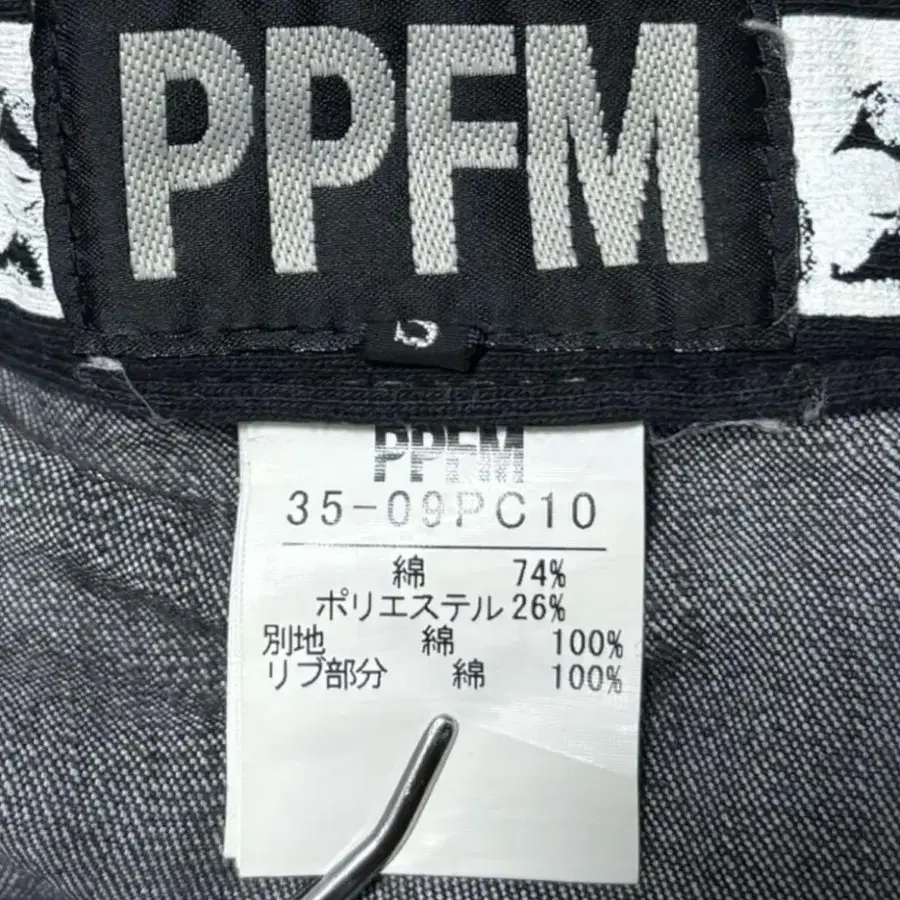 PPFM
PPFM
35-09PC10
綿 74%
ポリエステル 26%
別地 綿 100%
リブ部分 綿 100%